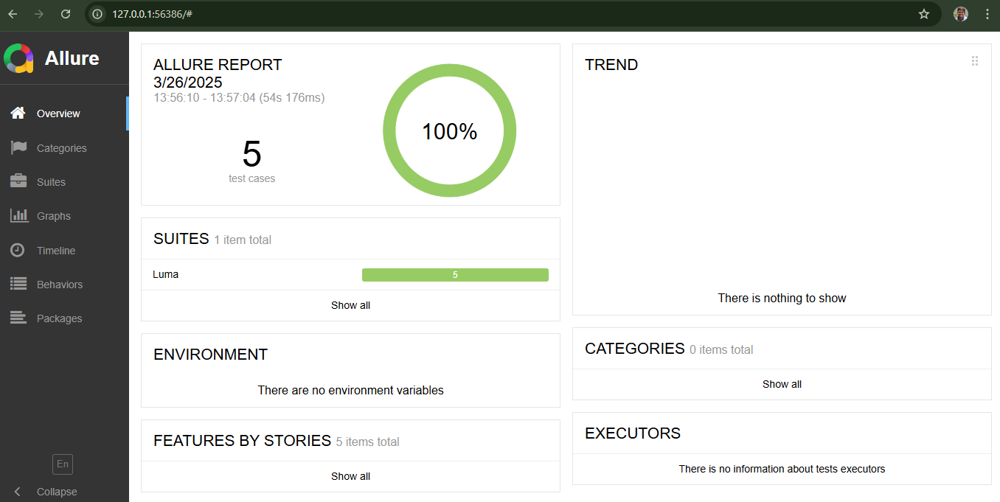 127.0.0.1:56386/#
Allure
Overview
Categories
Suites
Graphs
Timeline
Behaviors
Packages
En
Collapse
ALLURE REPORT
3/26/2025
13:56:10 - 13:57:04 (54s 176ms)
5
test cases
100%
SUITES 1 item total
Luma 5
Show all
ENVIRONMENT
There are no environment variables
FEATURES BY STORIES 5 items total
Show all
TREND
There is nothing to show
CATEGORIES 0 items total
Show all
EXECUTORS
There is no information about tests executors